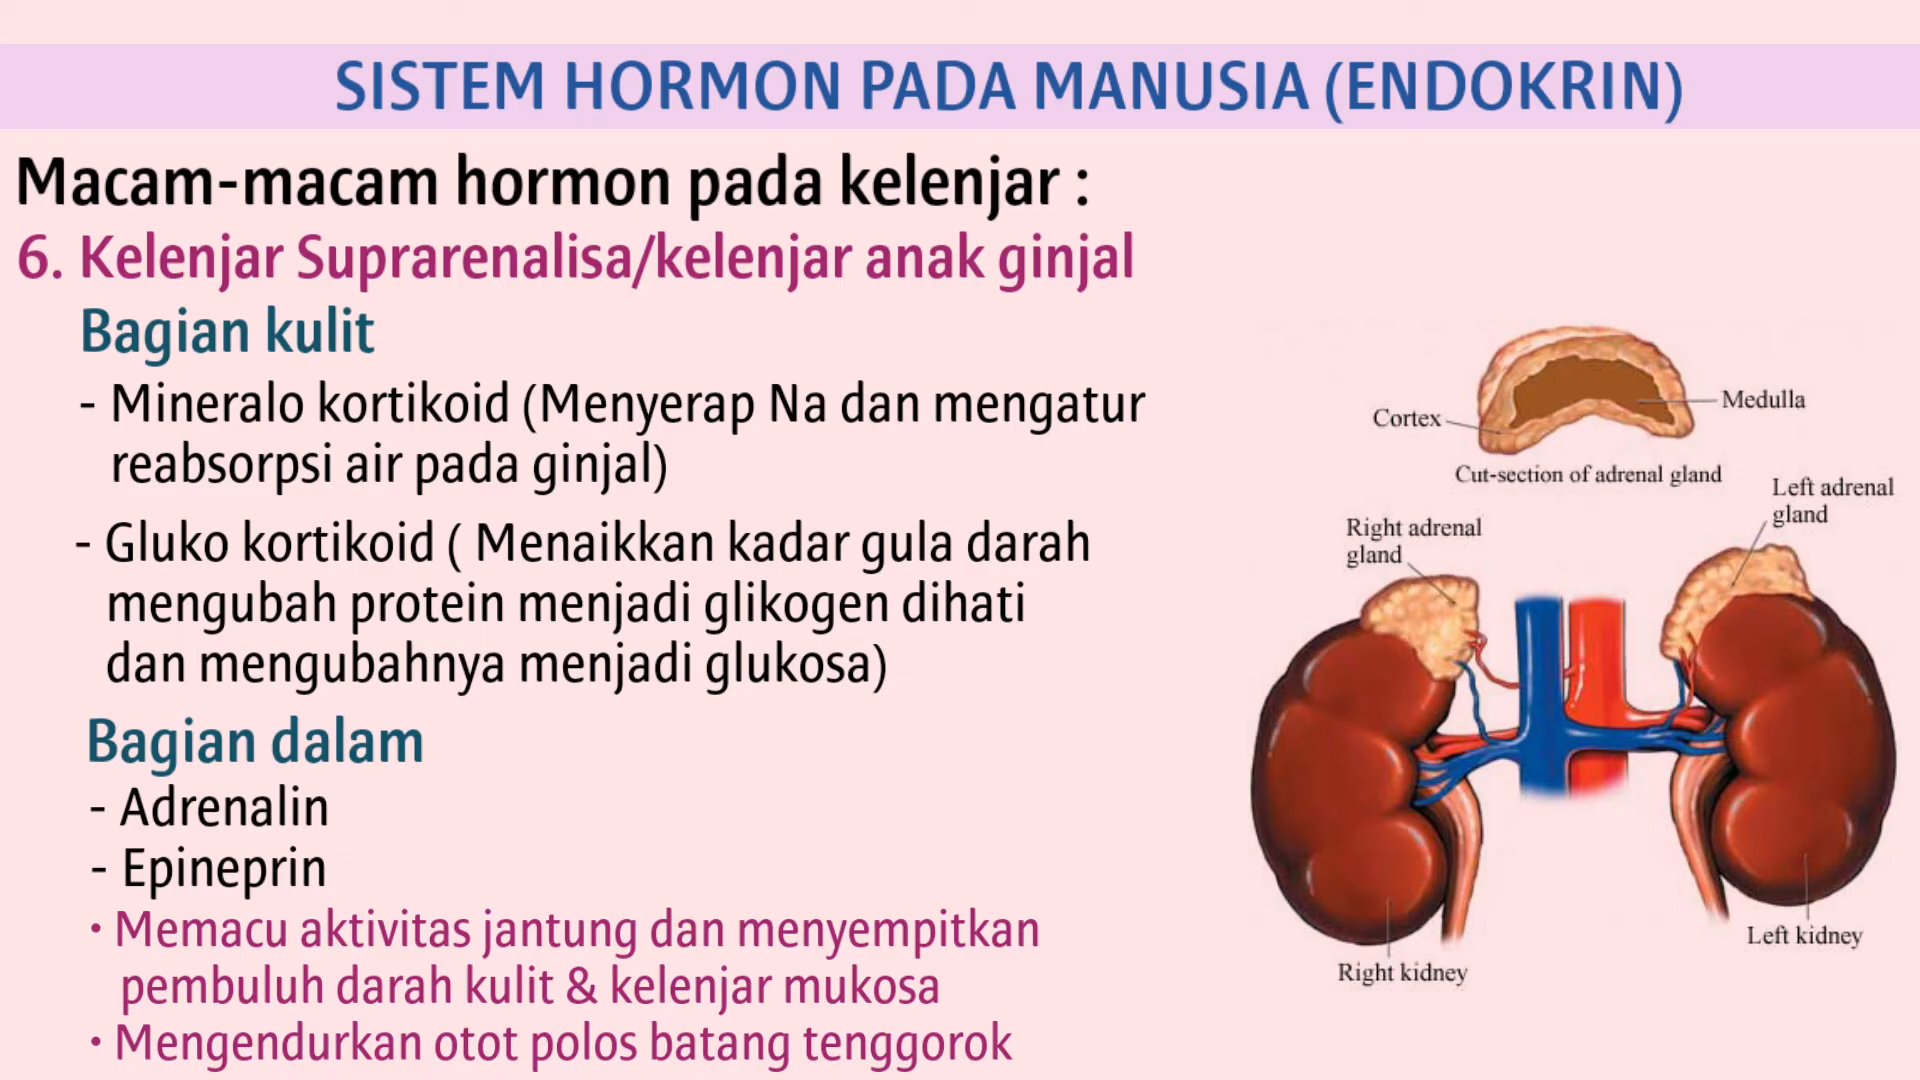 SISTEM HORMON PADA MANUSIA (ENDOKRIN)
Macam-macam hormon pada kelenjar :
6. Kelenjar Suprarenalisa/kelenjar anak ginjal
Bagian kulit
- Mineralo kortikoid (Menyerap Na dan mengatur
reabsorpsi air pada ginjal)
- Gluko kortikoid ( Menaikkan kadar gula darah
mengubah protein menjadi glikogen dihati
dan mengubahnya menjadi glukosa)
Bagian dalam
- Adrenalin
- Epineprin
• Memacu aktivitas jantung dan menyempitkan
pembuluh darah kulit & kelenjar mukosa
• Mengendurkan otot polos batang tenggorok
Cortex
Medulla
Cut-section of adrenal gland
Left adrenal
gland
Right adrenal
gland
Left kidney
Right kidney